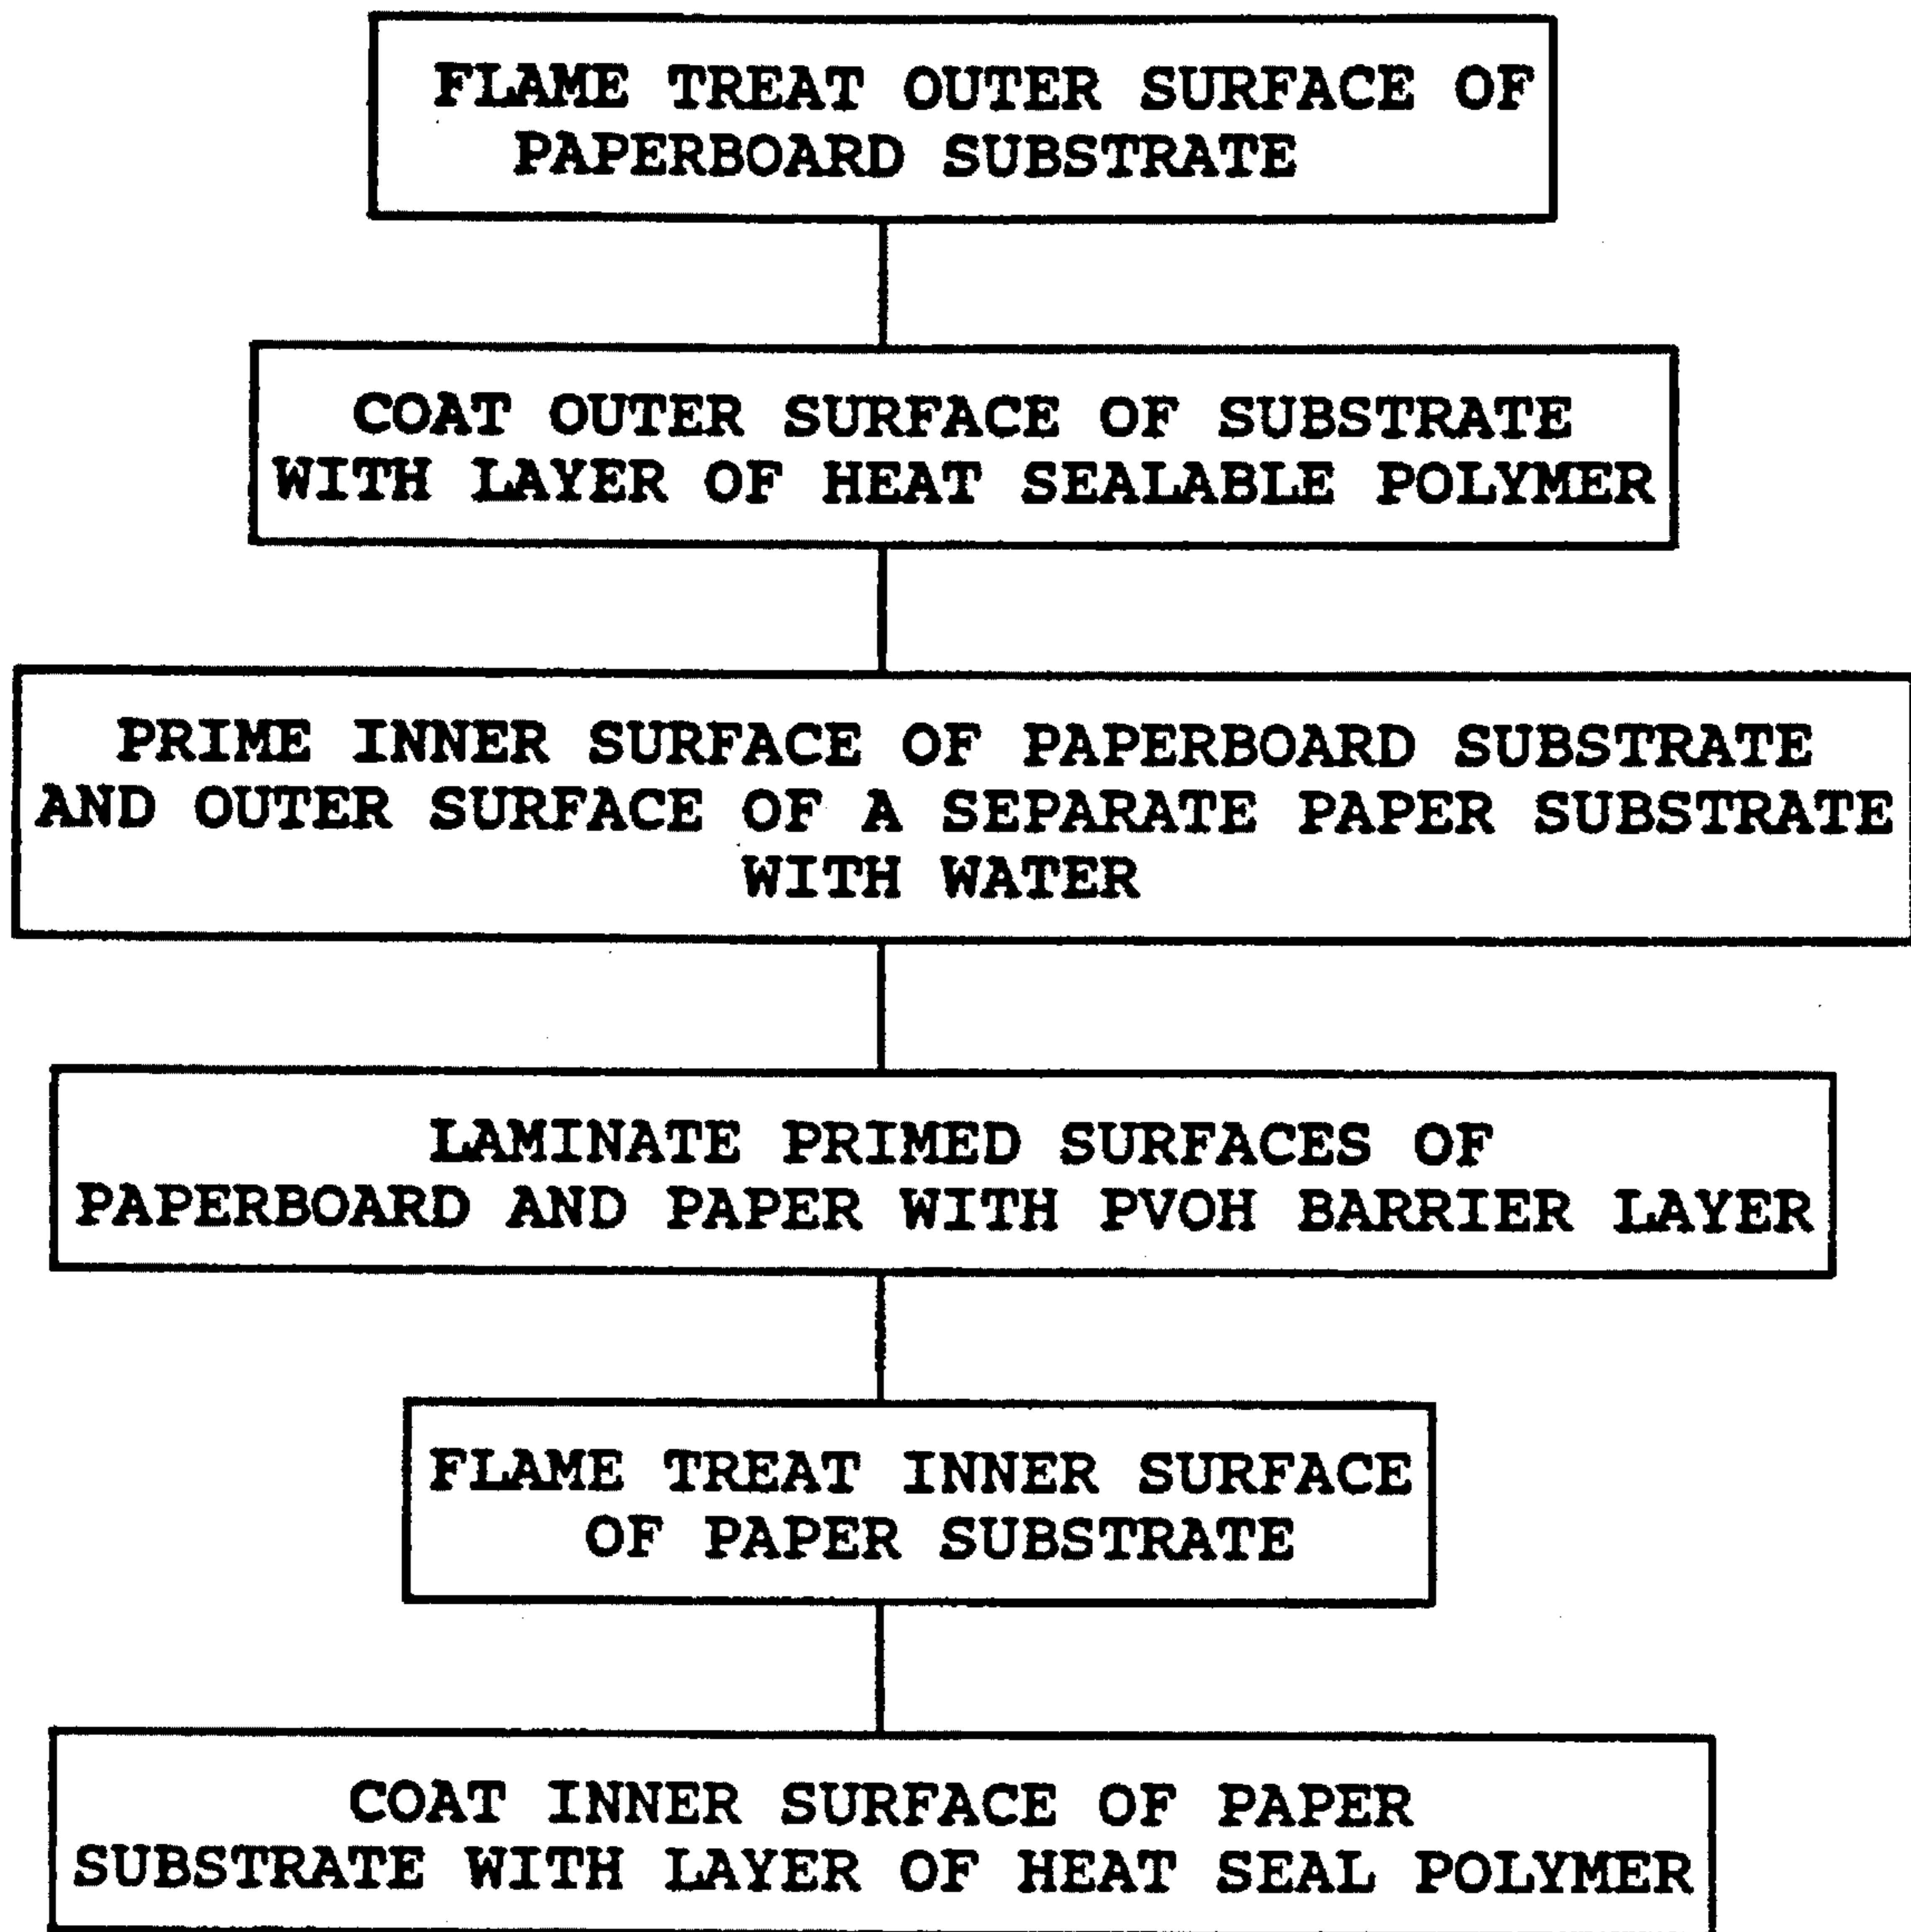 FLAME TREAT OUTER SURFACE OF
PAPERBOARD SUBSTRATE
COAT OUTER SURFACE OF SUBSTRATE
WITH LAYER OF HEAT SEALABLE POLYMER
PRIME INNER SURFACE OF PAPERBOARD SUBSTRATE
AND OUTER SURFACE OF A SEPARATE PAPER SUBSTRATE
WITH WATER
LAMINATE PRIMED SURFACES OF
PAPERBOARD AND PAPER WITH PVOH BARRIER LAYER
FLAME TREAT INNER SURFACE
OF PAPER SUBSTRATE
COAT INNER SURFACE OF PAPER
SUBSTRATE WITH LAYER OF HEAT SEAL POLYMER